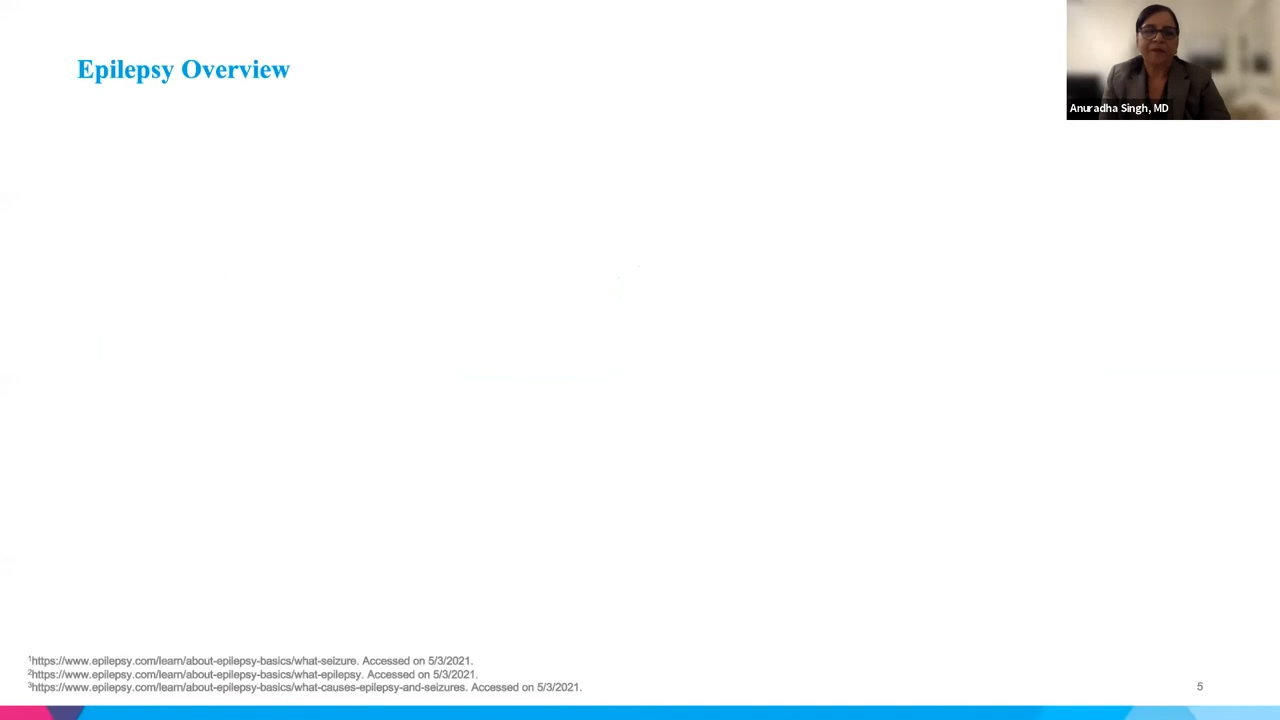 Epilepsy Overview
Anuradha Singh, MD
¹https://www.epilepsy.com/learn/about-epilepsy-basics/what-seizure. Accessed on 5/3/2021.
²https://www.epilepsy.com/learn/about-epilepsy-basics/what-epilepsy. Accessed on 5/3/2021.
³https://www.epilepsy.com/learn/about-epilepsy-basics/what-causes-epilepsy-and-seizures. Accessed on 5/3/2021.
5